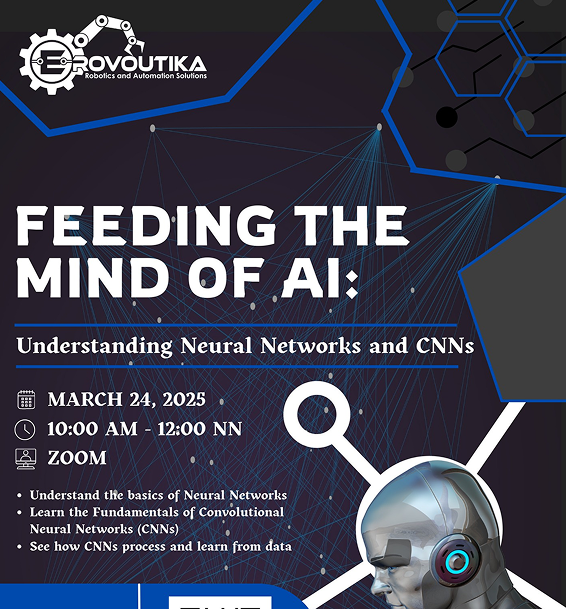 EROVOUTIKA
Robotics and Automation Solutions
FEEDING THE
MIND OF AI:
Understanding Neural Networks and CNNs
MARCH 24, 2025
10:00 AM - 12:00 NN
ZOOM
• Understand the basics of Neural Networks
• Learn the Fundamentals of Convolutional
Neural Networks (CNNs)
• See how CNNs process and learn from data